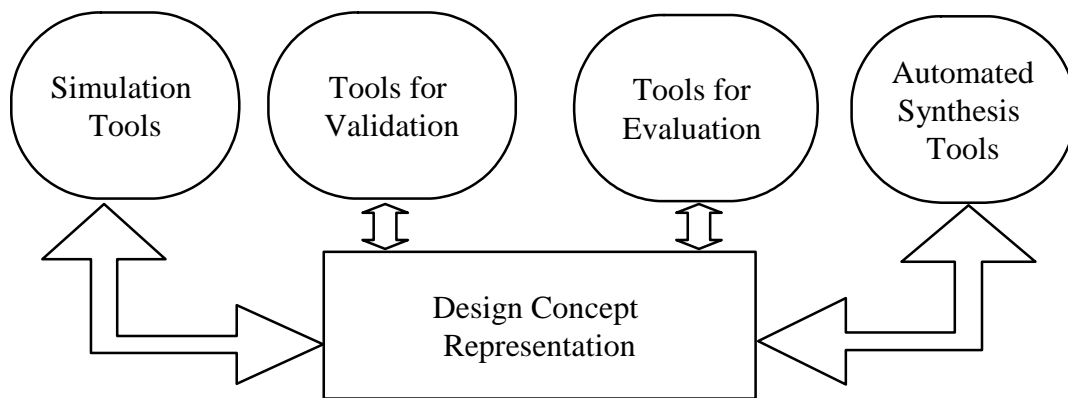 Simulation
Tools
Tools for
Validation
Tools for
Evaluation
Automated
Synthesis
Tools
Design Concept
Representation